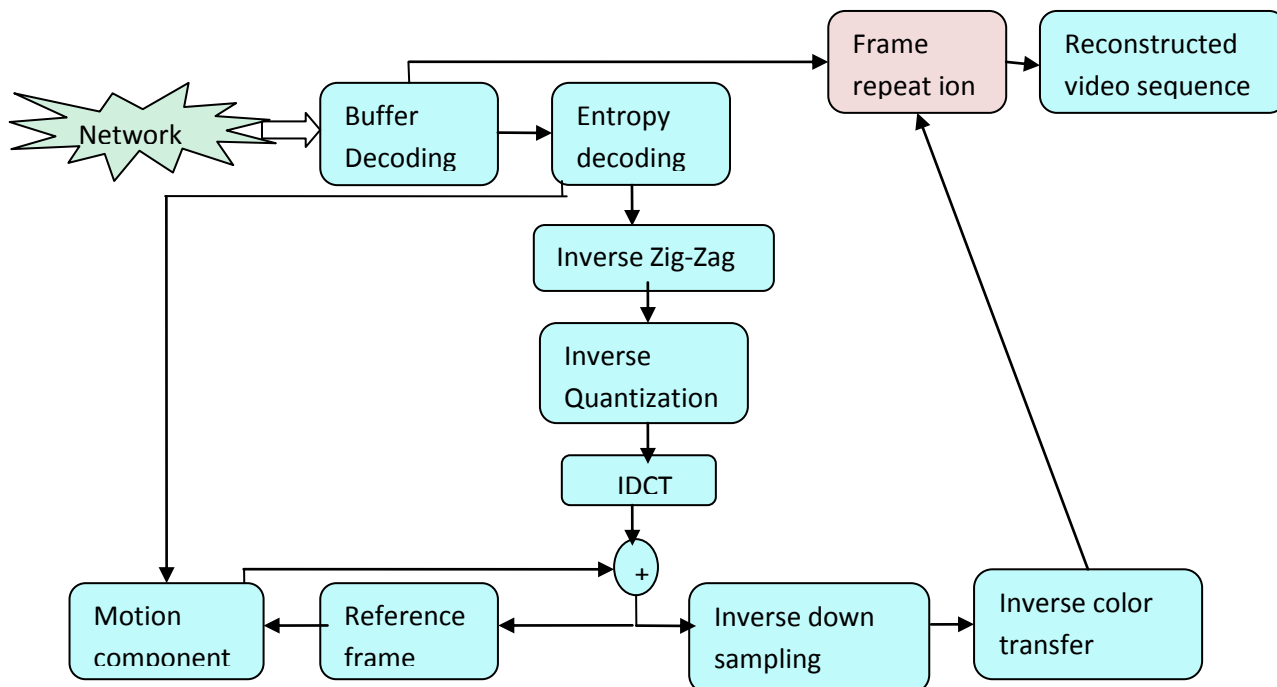 Frame
repeat ion
Reconstructed
video sequence
Network
Buffer
Decoding
Entropy
decoding
Inverse Zig-Zag
Inverse
Quantization
IDCT
+
Motion
component
Reference
frame
Inverse down
sampling
Inverse color
transfer